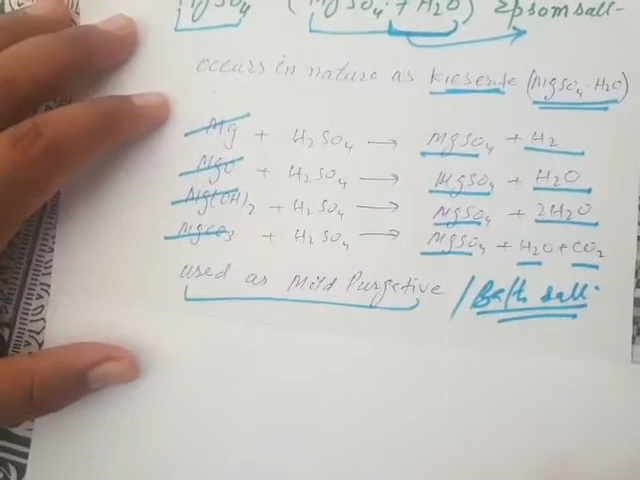 MgSO₄ (MgSO₄ + H₂O) Epsom salt-
occurs in nature as kieserite (MgSO₄·H₂O)
Mg + H₂SO₄ → MgSO₄ + H₂
MgO + H₂SO₄ → MgSO₄ + H₂O
Mg(OH)₂ + H₂SO₄ → MgSO₄ + 2H₂O
MgCO₃ + H₂SO₄ → MgSO₄ + H₂O + CO₂
used as Mild Purgative / Bath salt.